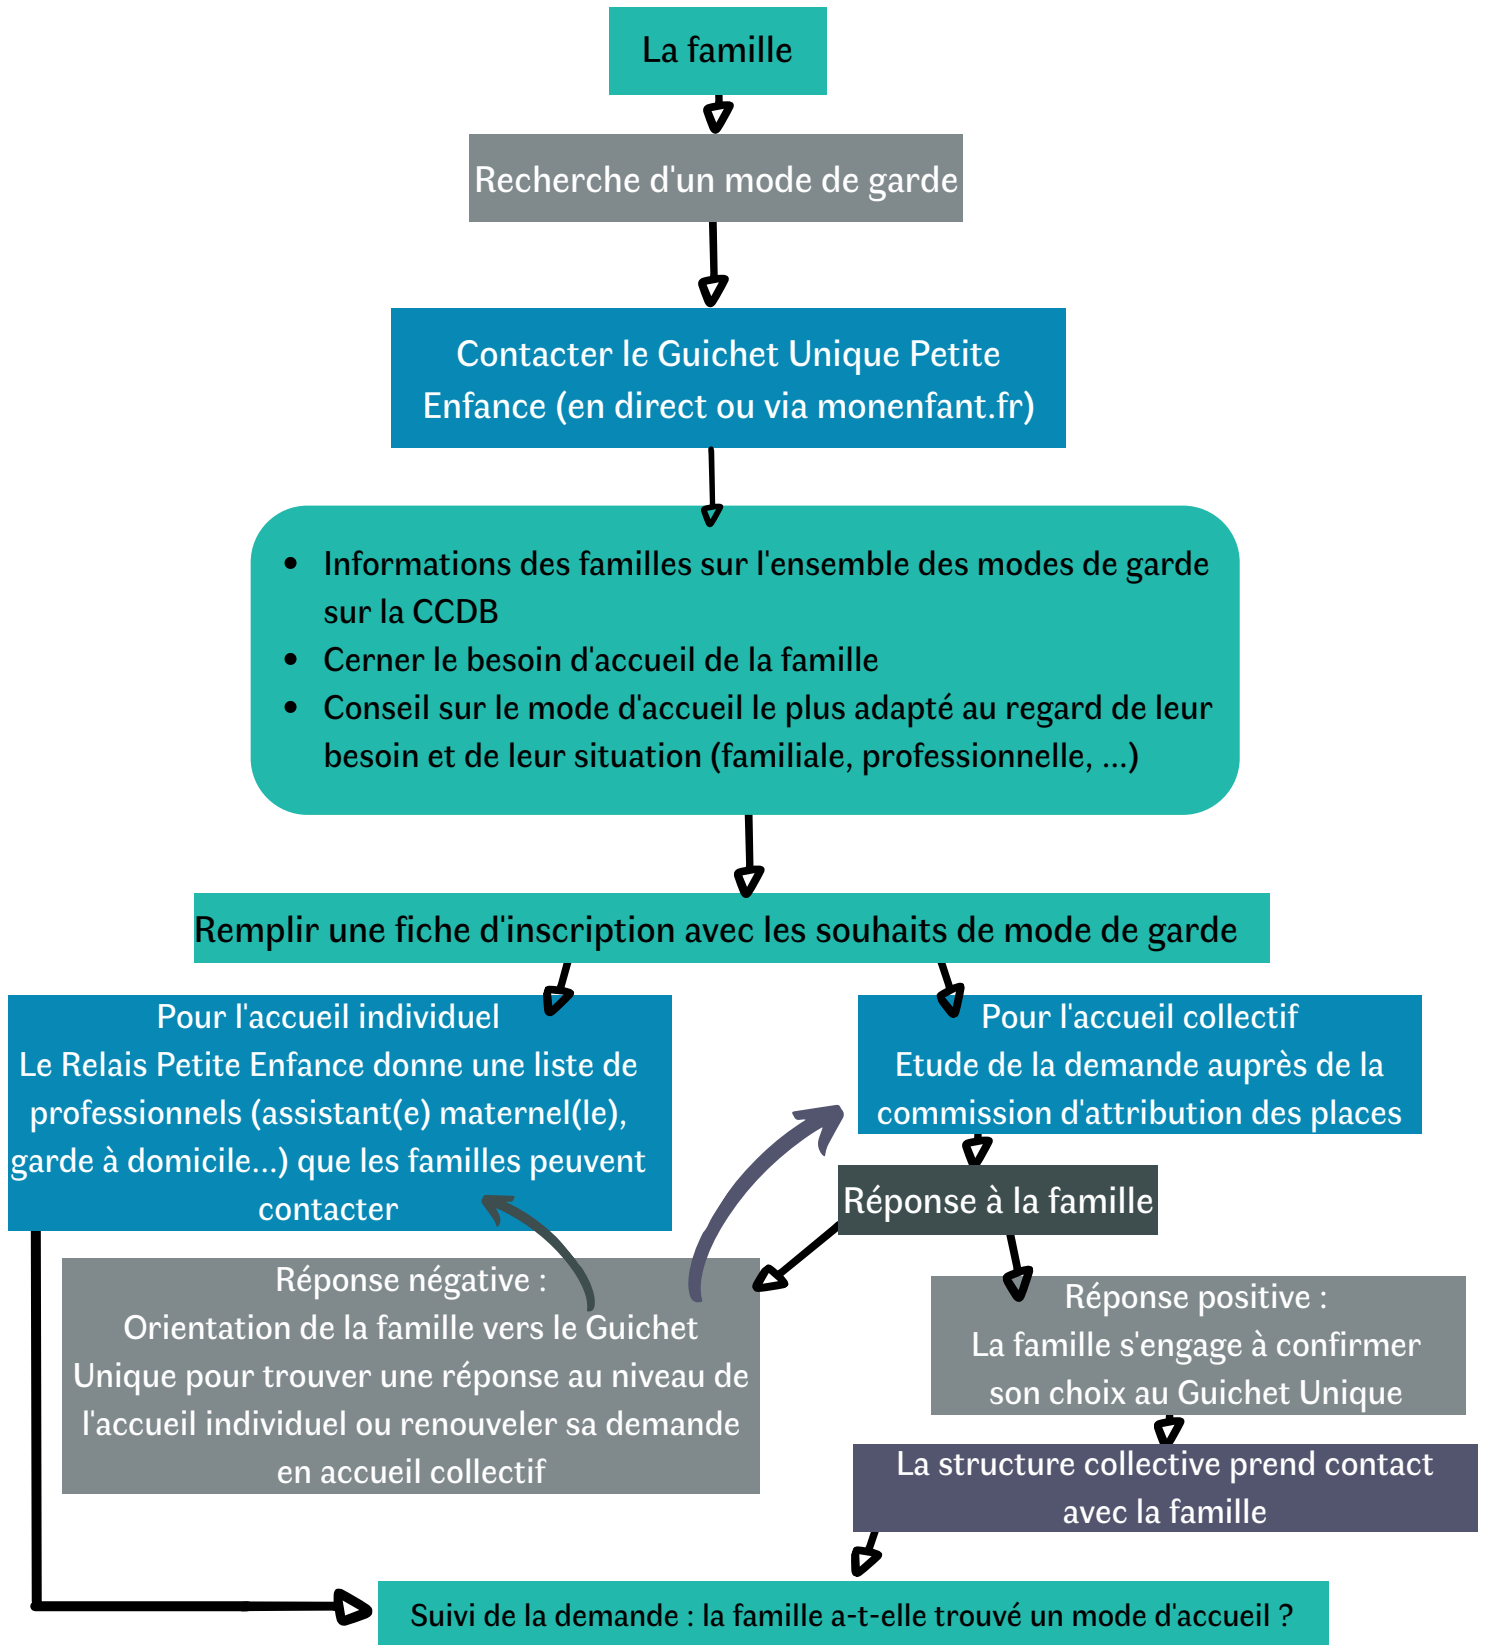 La famille
Recherche d'un mode de garde
Contacter le Guichet Unique Petite
Enfance (en direct ou via monenfant.fr)
• Informations des familles sur l'ensemble des modes de garde
sur la CCDB
• Cerner le besoin d'accueil de la famille
• Conseil sur le mode d'accueil le plus adapté au regard de leur
besoin et de leur situation (familiale, professionnelle, ...)
Remplir une fiche d'inscription avec les souhaits de mode de garde
Pour l'accueil individuel
Le Relais Petite Enfance donne une liste de
professionnels (assistant(e) maternel(le),
garde à domicile...) que les familles peuvent
contacter
Pour l'accueil collectif
Etude de la demande auprès de la
commission d'attribution des places
Réponse à la famille
Réponse négative :
Orientation de la famille vers le Guichet
Unique pour trouver une réponse au niveau de
l'accueil individuel ou renouveler sa demande
en accueil collectif
Réponse positive :
La famille s'engage à confirmer
son choix au Guichet Unique
La structure collective prend contact
avec la famille
Suivi de la demande : la famille a-t-elle trouvé un mode d'accueil ?